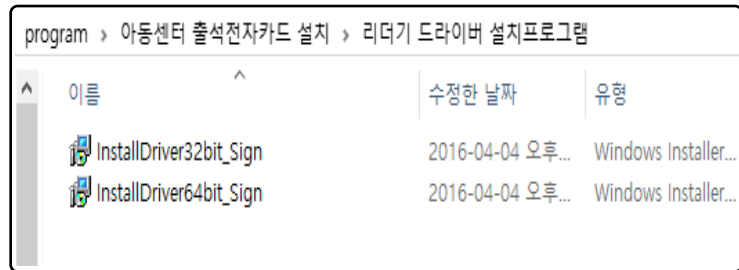 program › 아동센터 출석전자카드 설치 › 리더기 드라이버 설치프로그램
이름 수정한 날짜 유형
InstallDriver32bit_Sign 2016-04-04 오후... Windows Installer...
InstallDriver64bit_Sign 2016-04-04 오후... Windows Installer...